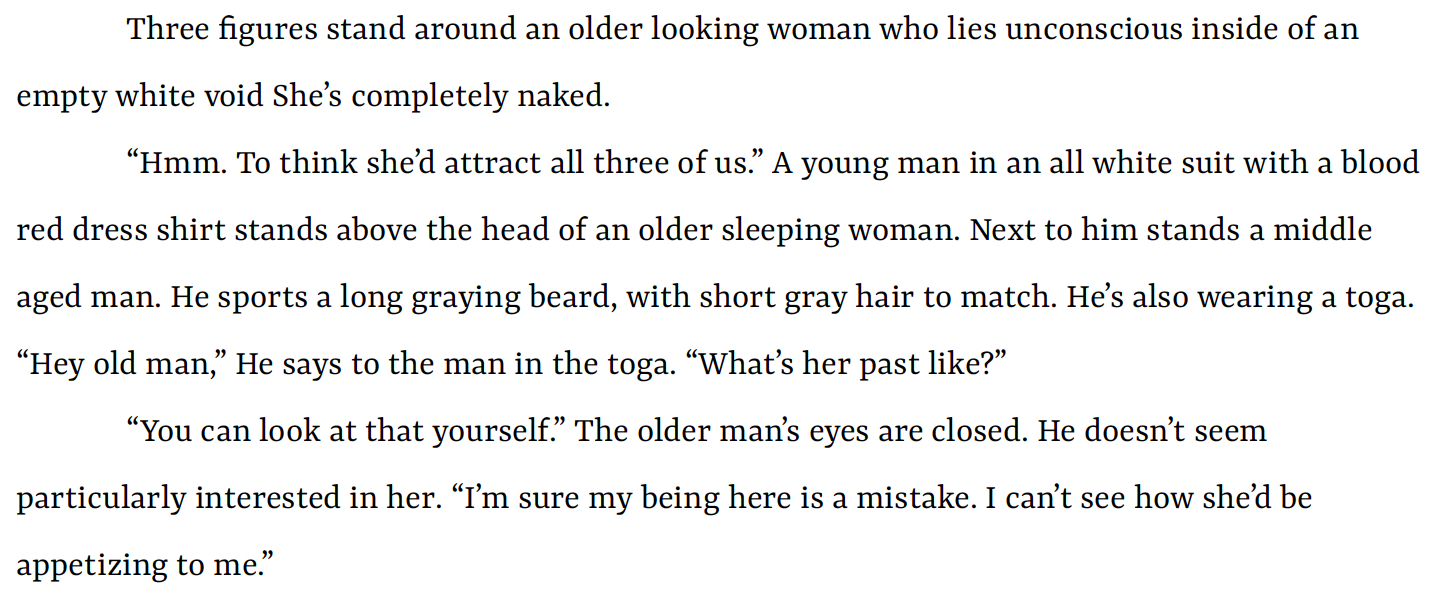 Three figures stand around an older looking woman who lies unconscious inside of an
empty white void She’s completely naked.
“Hmm. To think she’d attract all three of us.” A young man in an all white suit with a blood
red dress shirt stands above the head of an older sleeping woman. Next to him stands a middle
aged man. He sports a long graying beard, with short gray hair to match. He’s also wearing a toga.
“Hey old man,” He says to the man in the toga. “What’s her past like?”
“You can look at that yourself.” The older man’s eyes are closed. He doesn’t seem
particularly interested in her. “I’m sure my being here is a mistake. I can’t see how she’d be
appetizing to me.”